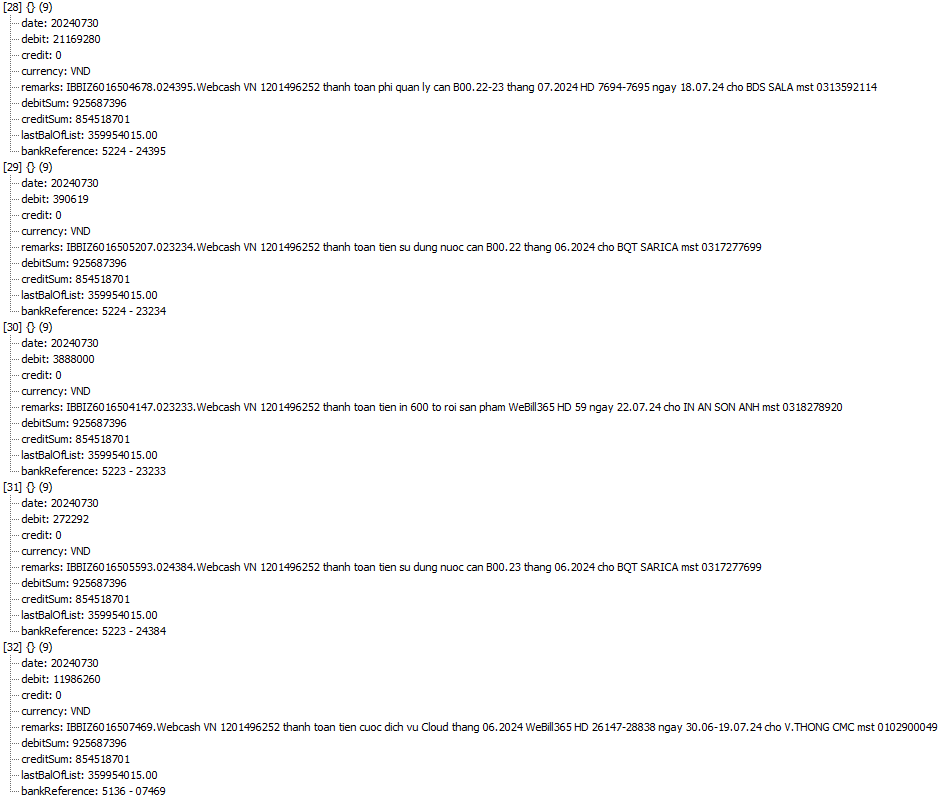 [28] {} (9)
date: 20240730
debit: 21169280
credit: 0
currency: VND
remarks: IBBIZ6016504678.024395.Webcash VN 1201496252 thanh toan phi quan ly can B00.22-23 thang 07.2024 HD 7694-7695 ngay 18.07.24 cho BDS SALA mst 0313592114
debitSum: 925687396
creditSum: 854518701
lastBalOfList: 359954015.00
bankReference: 5224 - 24395
[29] {} (9)
date: 20240730
debit: 390619
credit: 0
currency: VND
remarks: IBBIZ6016505207.023234.Webcash VN 1201496252 thanh toan tien su dung nuoc can B00.22 thang 06.2024 cho BQT SARICA mst 0317277699
debitSum: 925687396
creditSum: 854518701
lastBalOfList: 359954015.00
bankReference: 5224 - 23234
[30] {} (9)
date: 20240730
debit: 3888000
credit: 0
currency: VND
remarks: IBBIZ6016504147.023233.Webcash VN 1201496252 thanh toan tien in 600 to roi san pham WeBill365 HD 59 ngay 22.07.24 cho IN AN SON ANH mst 0318278920
debitSum: 925687396
creditSum: 854518701
lastBalOfList: 359954015.00
bankReference: 5223 - 23233
[31] {} (9)
date: 20240730
debit: 272292
credit: 0
currency: VND
remarks: IBBIZ6016505593.024384.Webcash VN 1201496252 thanh toan tien su dung nuoc can B00.23 thang 06.2024 cho BQT SARICA mst 0317277699
debitSum: 925687396
creditSum: 854518701
lastBalOfList: 359954015.00
bankReference: 5223 - 24384
[32] {} (9)
date: 20240730
debit: 11986260
credit: 0
currency: VND
remarks: IBBIZ6016507469.Webcash VN 1201496252 thanh toan tien cuoc dich vu Cloud thang 06.2024 WeBill365 HD 26147-28838 ngay 30.06-19.07.24 cho V.THONG CMC mst 0102900049
debitSum: 925687396
creditSum: 854518701
lastBalOfList: 359954015.00
bankReference: 5136 - 07469